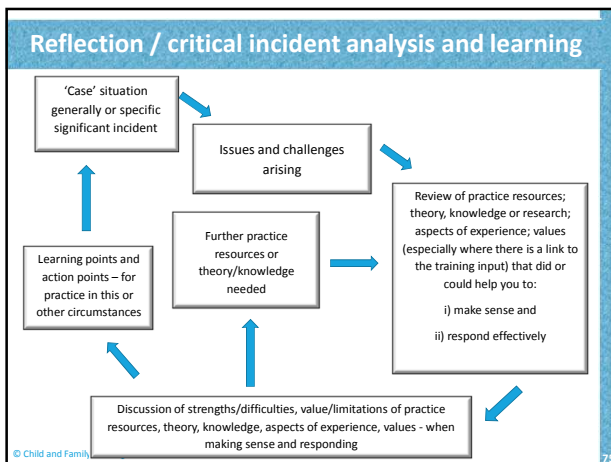 Reflection / critical incident analysis and learning
‘Case’ situation
generally or specific
significant incident
Issues and challenges
arising
Review of practice resources;
theory, knowledge or research;
aspects of experience; values
(especially where there is a link to
the training input) that did or
could help you to:
i) make sense and
ii) respond effectively
Further practice
resources or
theory/knowledge
needed
Learning points and
action points – for
practice in this or
other circumstances
Discussion of strengths/difficulties, value/limitations of practice
resources, theory, knowledge, aspects of experience, values - when
making sense and responding
© Child and Family